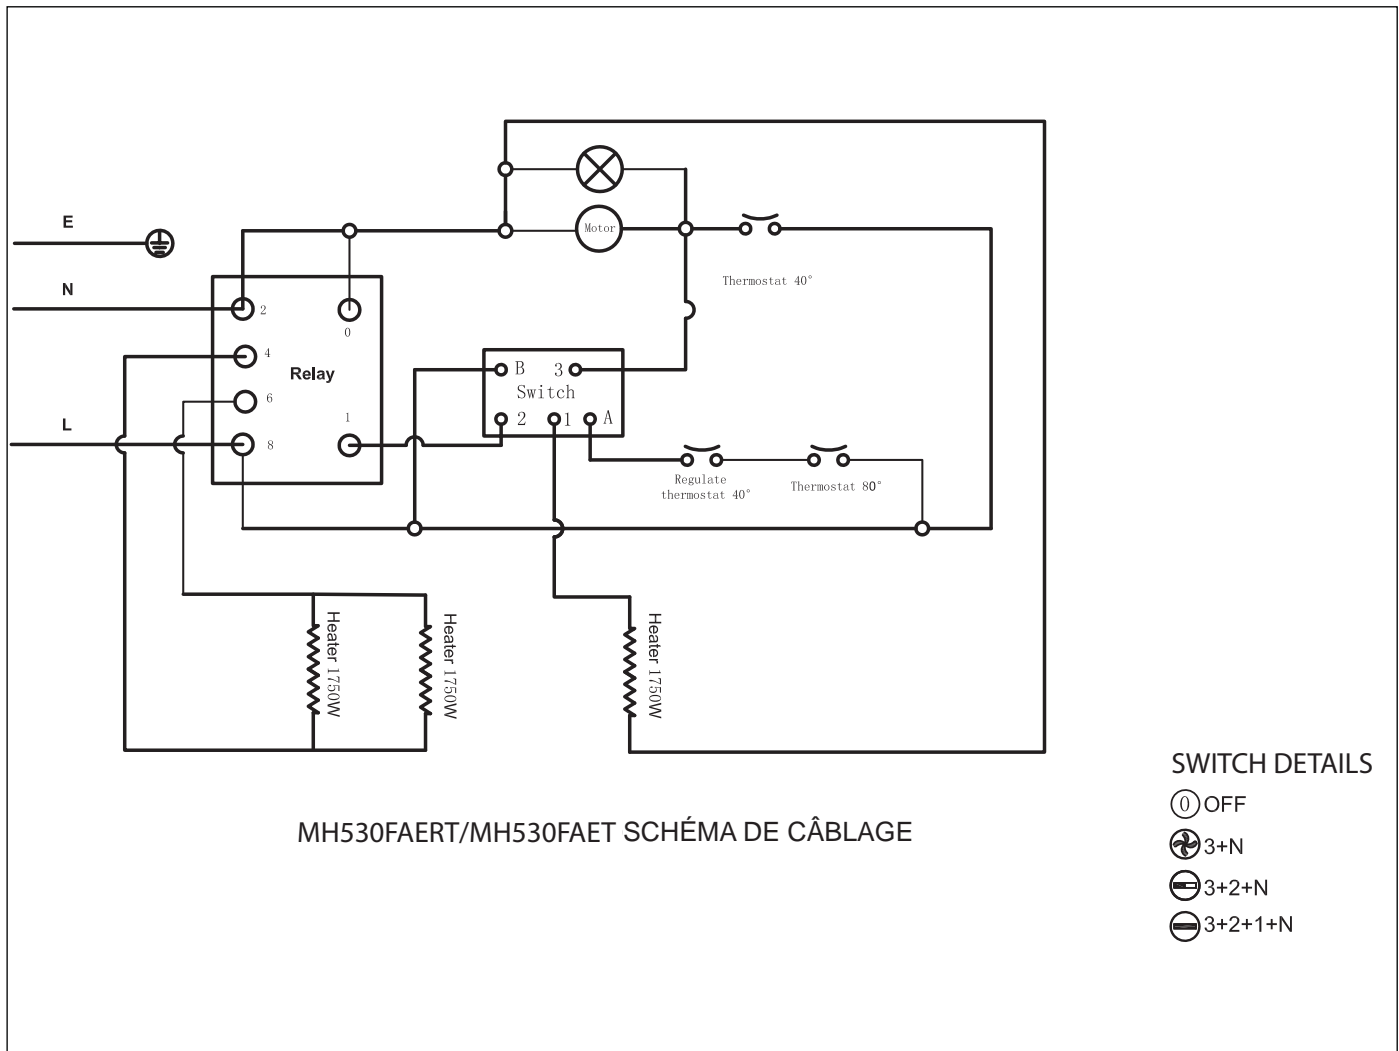 E
Motor
Thermostat 40°
N
2
0
4
Relay
6
B
3
Switch
1
2
1
A
L
8
Regulate
thermostat 40°
Thermostat 80°
Heater 1750W
Heater 1750W
Heater 1750W
SWITCH DETAILS
0 OFF
3+N
3+2+N
3+2+1+N
MH530FAERT/MH530FAET SCHÉMA DE CÂBLAGE